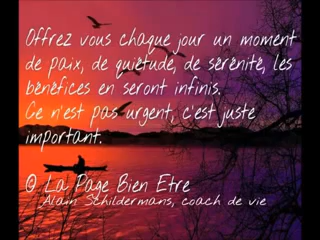 Offrez vous chaque jour un moment
de paix, de quiétude, de sérénité, les
bénéfices en seront infinis.
Ce n'est pas urgent, c'est juste
important.
© La Page Bien Etre
Alain Schildermans, coach de vie